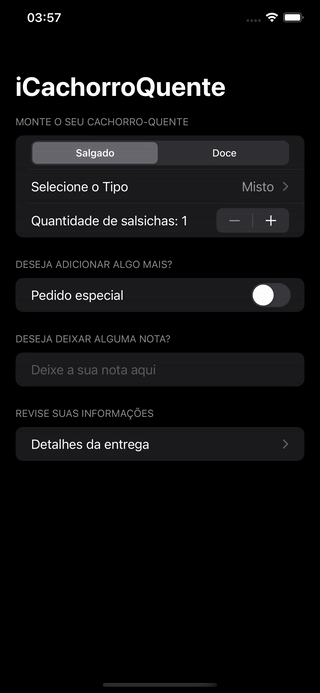 03:57
iCachorroQuente
MONTE O SEU CACHORRO-QUENTE
Salgado Doce
Selecione o Tipo Misto
Quantidade de salsichas: 1
DESEJA ADICIONAR ALGO MAIS?
Pedido especial
DESEJA DEIXAR ALGUMA NOTA?
Deixe a sua nota aqui
REVISE SUAS INFORMAÇÕES
Detalhes da entrega